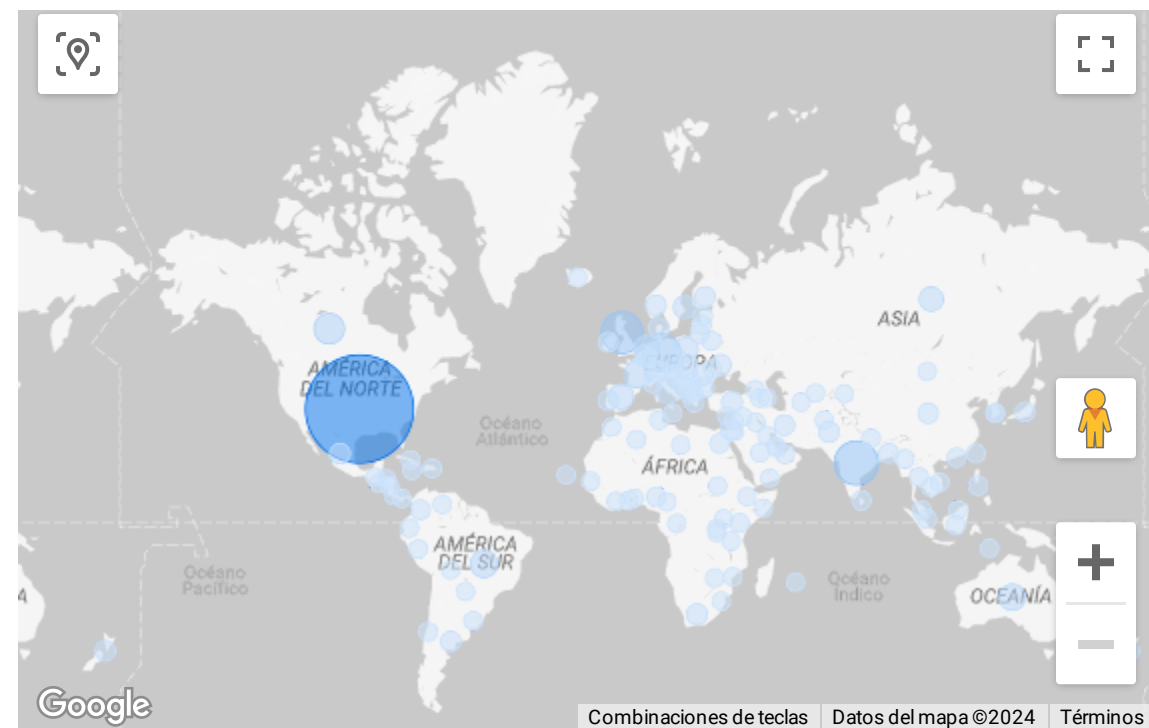 ASIA
EUROPA
AMÉRICA
DEL NORTE
Océano
Atlántico
ÁFRICA
AMÉRICA
DEL SUR
Océano
Pacífico
Océano
Índico
OCEANÍA
A
Google
Combinaciones de teclas
Datos del mapa ©2024
Términos